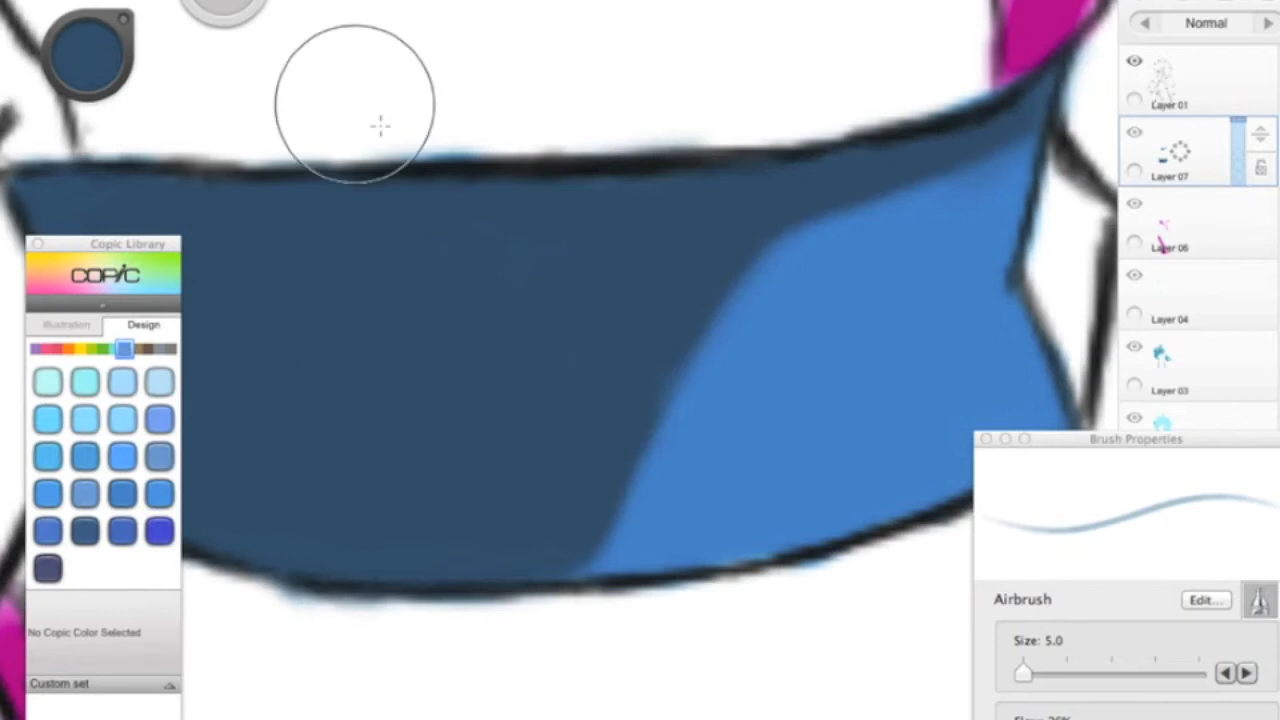 Normal
Layer 01
Layer 07
Layer 06
Layer 04
Layer 03
Copic Library
COPIC
Illustration
Design
No Copic Color Selected
Custom set
Brush Properties
Airbrush
Edit...
Size: 5.0